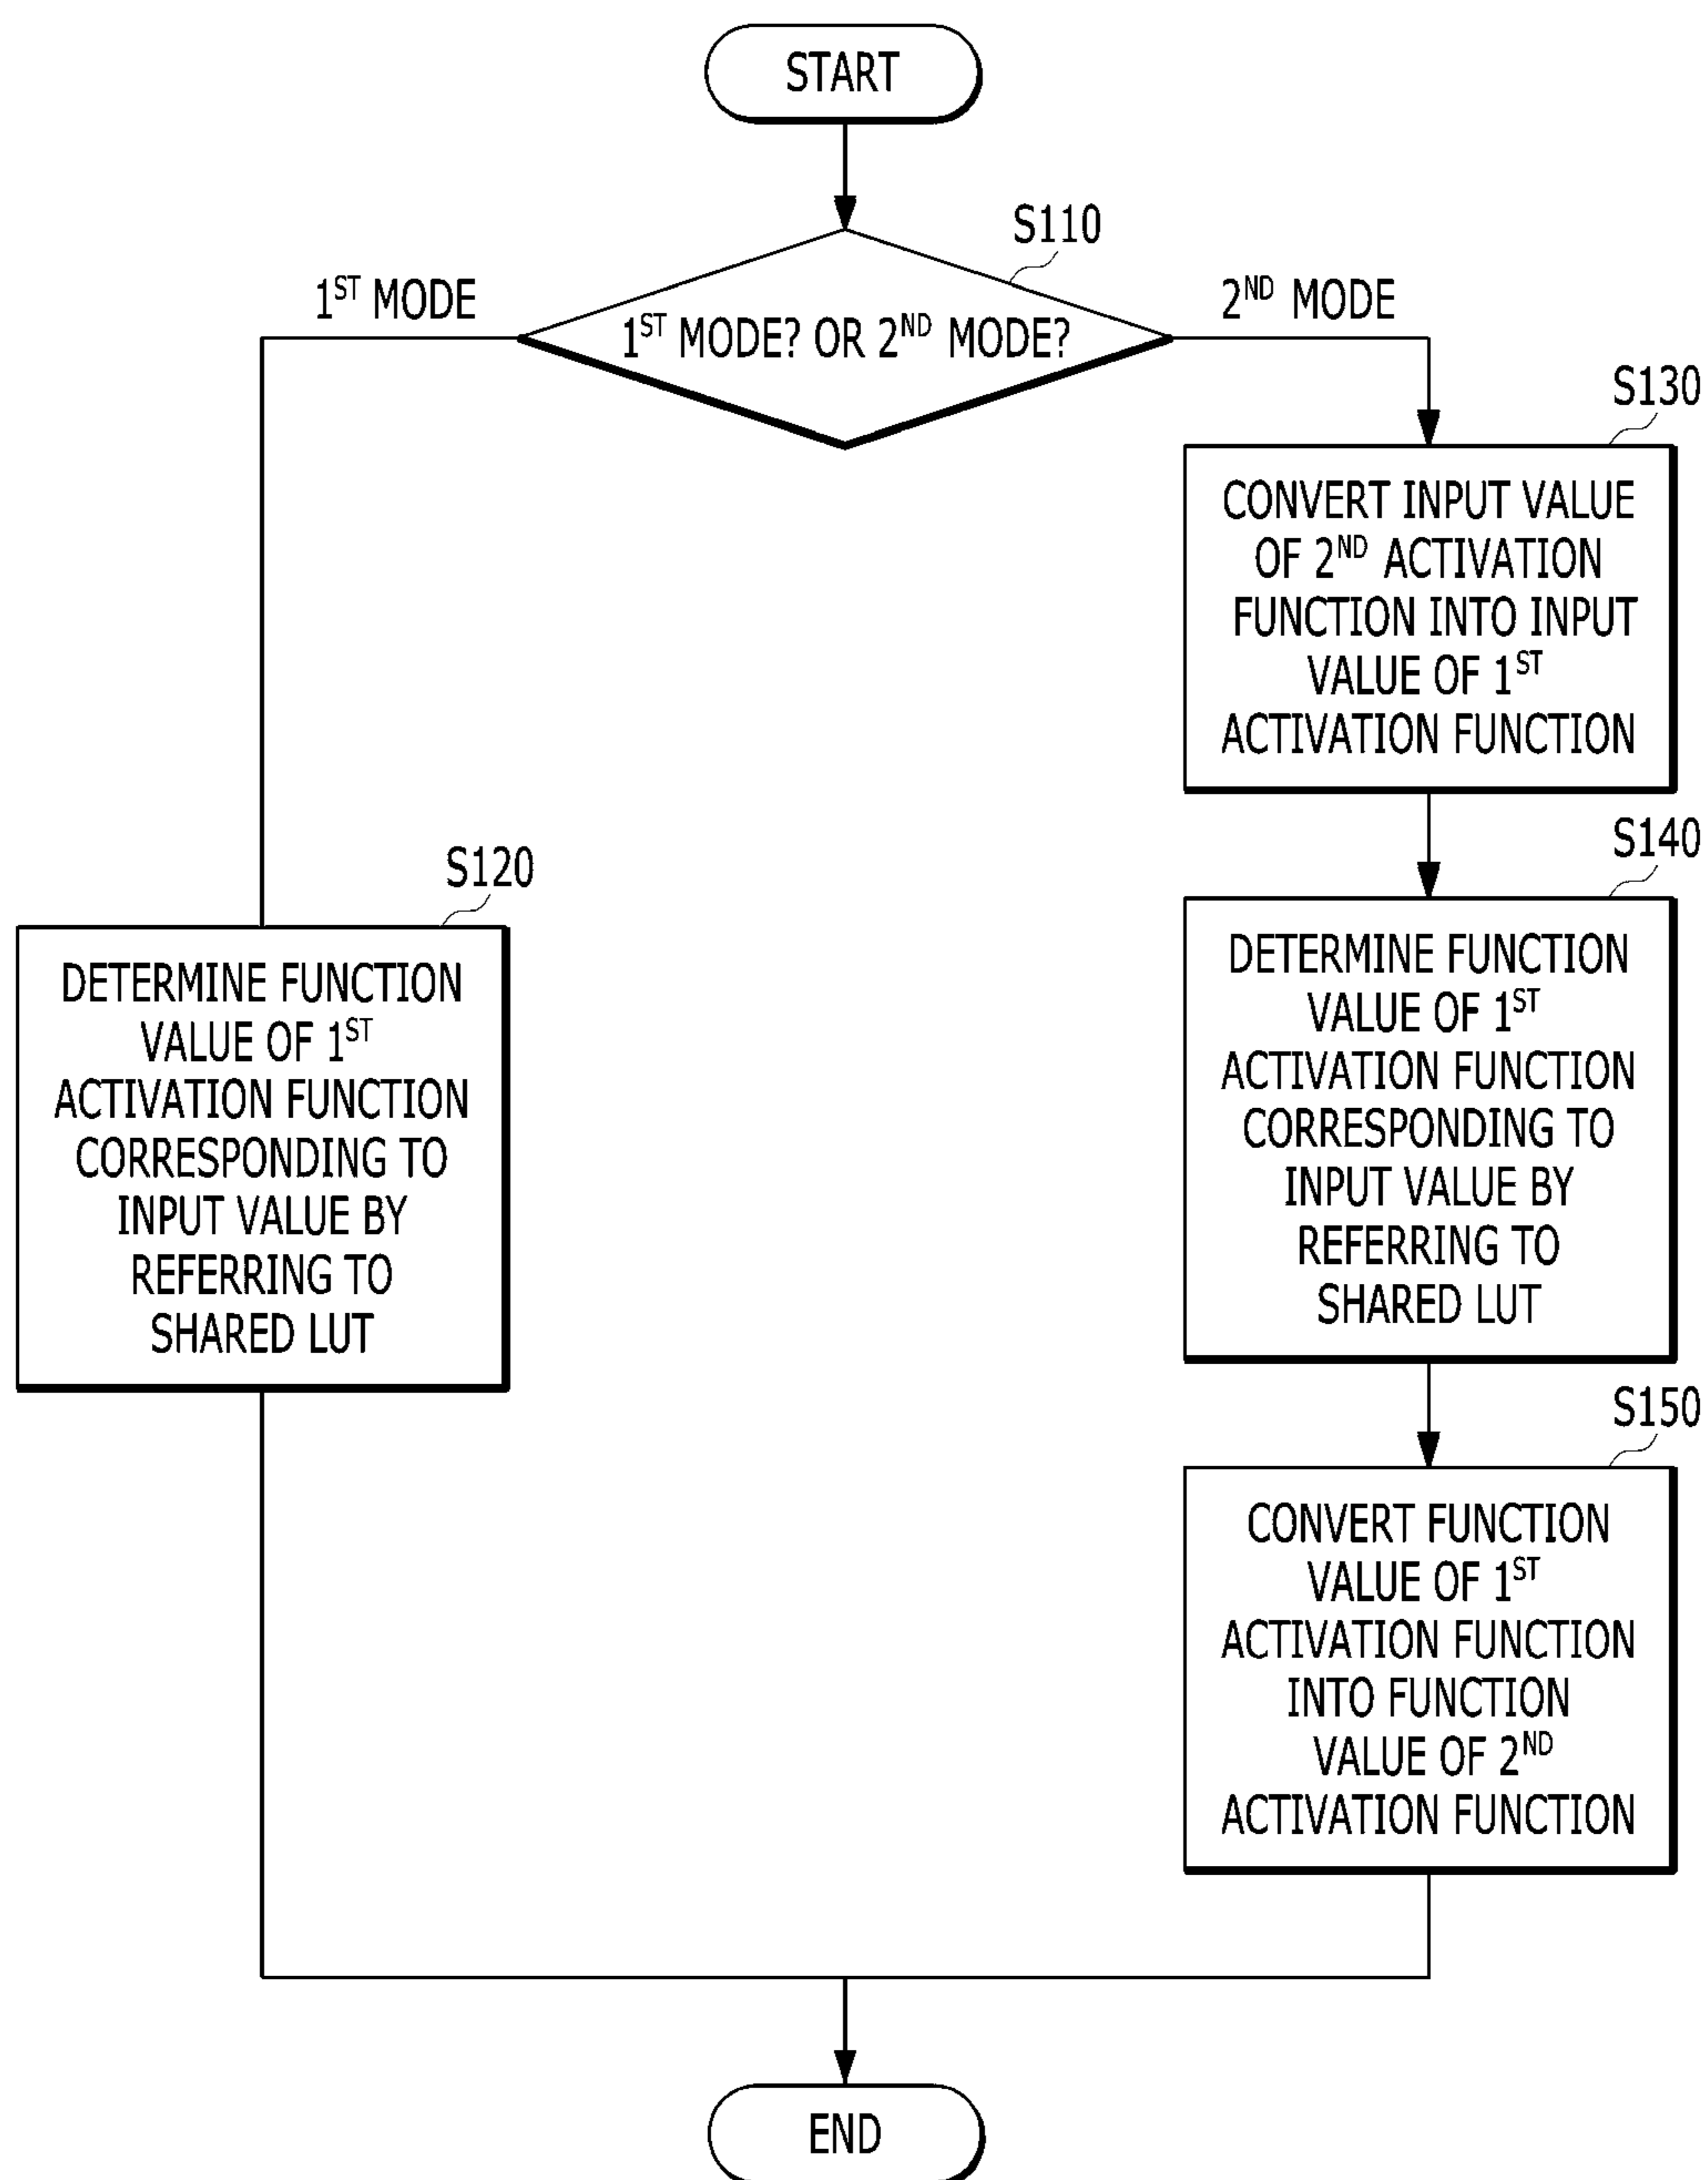 START
S110
1ST MODE
1ST MODE? OR 2ND MODE?
2ND MODE
S130
CONVERT INPUT VALUE
OF 2ND ACTIVATION
FUNCTION INTO INPUT
VALUE OF 1ST
ACTIVATION FUNCTION
S120
DETERMINE FUNCTION
VALUE OF 1ST
ACTIVATION FUNCTION
CORRESPONDING TO
INPUT VALUE BY
REFERRING TO
SHARED LUT
S140
DETERMINE FUNCTION
VALUE OF 1ST
ACTIVATION FUNCTION
CORRESPONDING TO
INPUT VALUE BY
REFERRING TO
SHARED LUT
S150
CONVERT FUNCTION
VALUE OF 1ST
ACTIVATION FUNCTION
INTO FUNCTION
VALUE OF 2ND
ACTIVATION FUNCTION
END